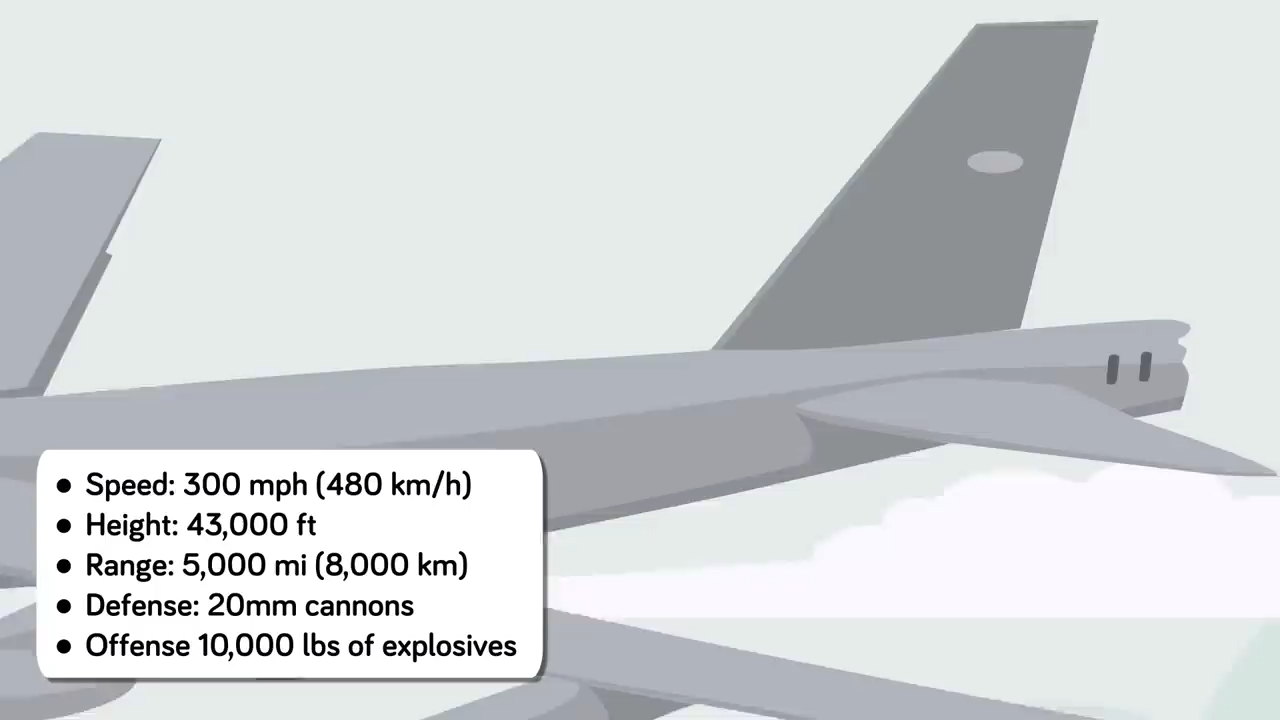 ● Speed: 300 mph (480 km/h)
● Height: 43,000 ft
● Range: 5,000 mi (8,000 km)
● Defense: 20mm cannons
● Offense 10,000 lbs of explosives